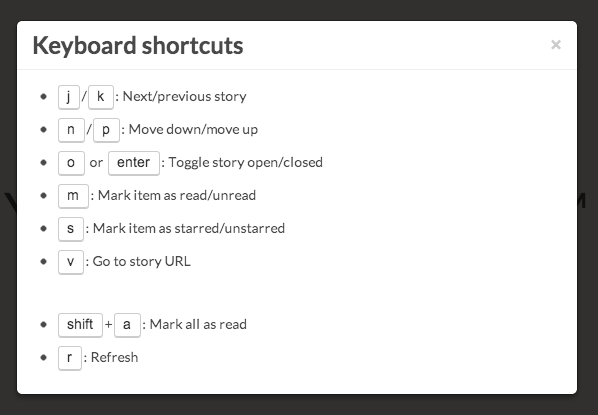 Keyboard shortcuts ×
j / k : Next/previous story
n / p : Move down/move up
o or enter : Toggle story open/closed
m : Mark item as read/unread
s : Mark item as starred/unstarred
v : Go to story URL
shift + a : Mark all as read
r : Refresh